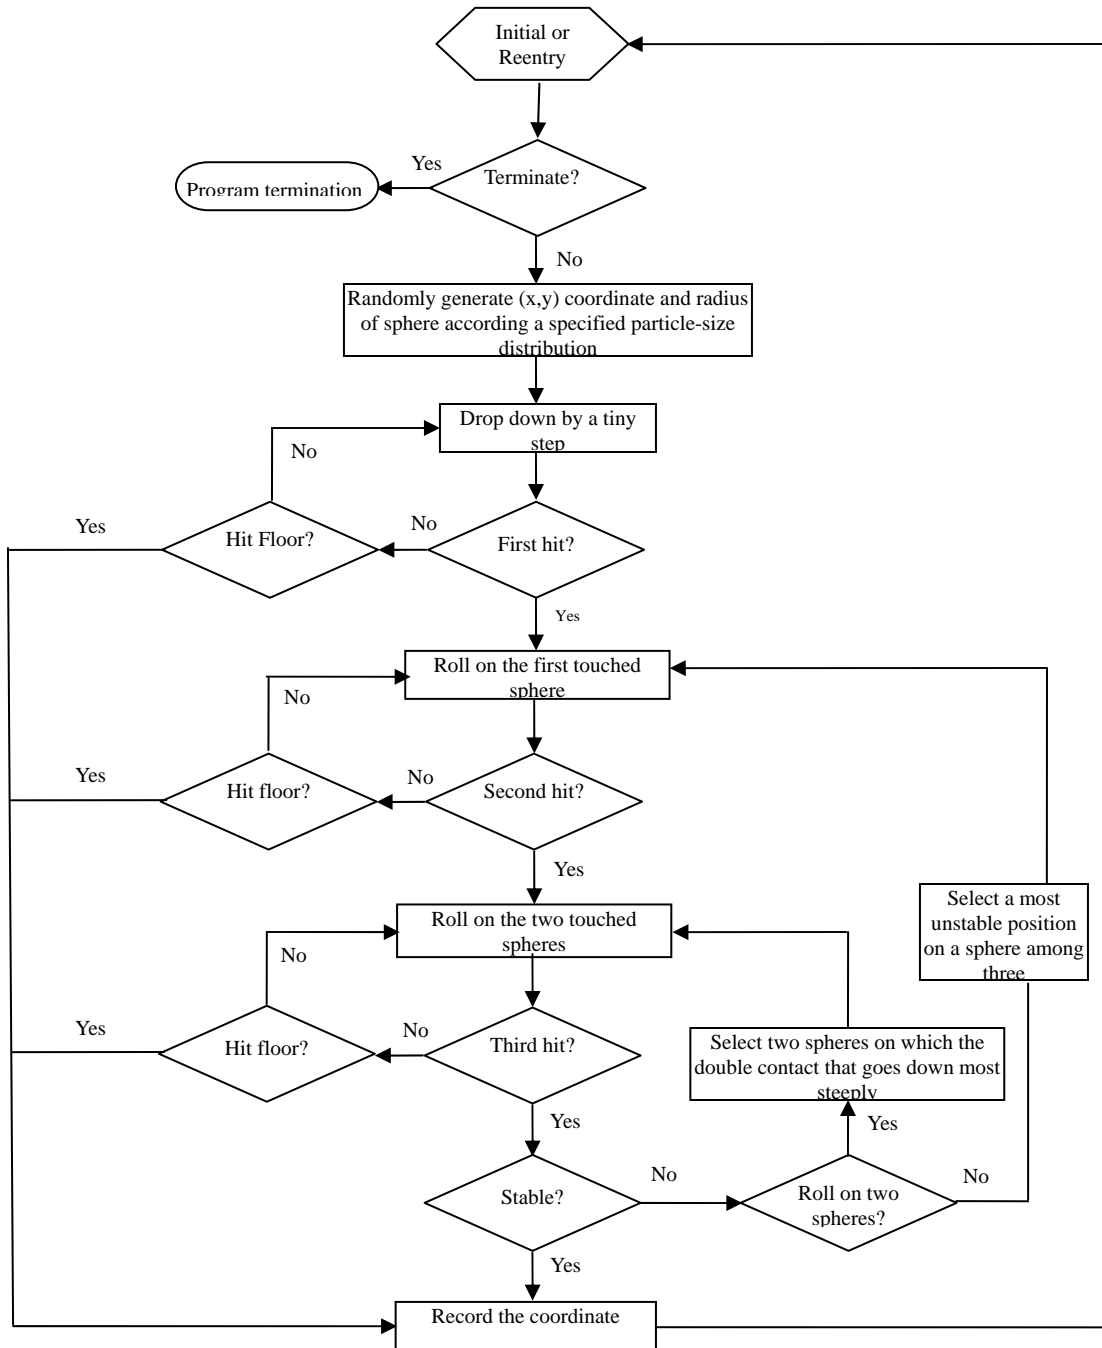 Initial or
Reentry
Yes
Terminate?
Program termination
No
Randomly generate (x,y) coordinate and radius
of sphere according a specified particle-size
distribution
Drop down by a tiny
step
No
Yes
Hit Floor?
No
First hit?
Yes
Roll on the first touched
sphere
No
Yes
Hit floor?
No
Second hit?
Yes
Select a most
unstable position
on a sphere among
three
Roll on the two touched
spheres
No
Yes
Hit floor?
No
Third hit?
Select two spheres on which the
double contact that goes down most
steeply
Yes
Yes
Stable?
No
Roll on two
spheres?
No
Yes
Record the coordinate